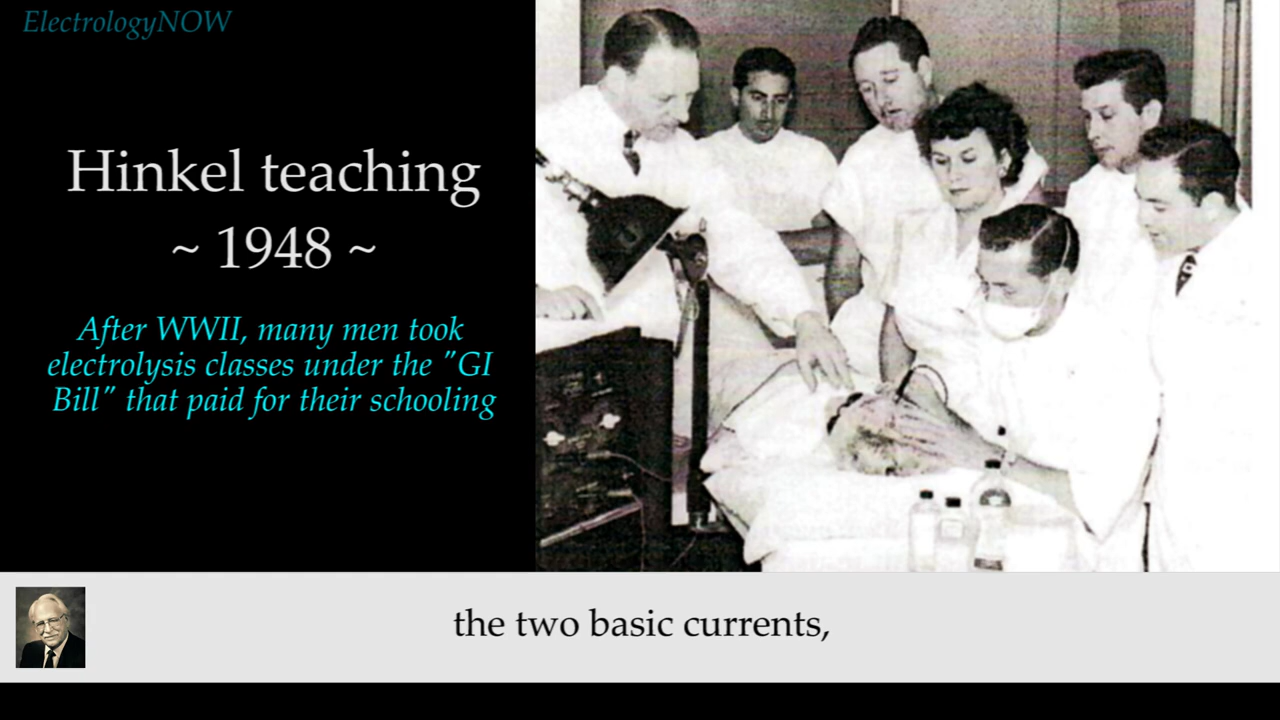 ElectrologyNOW
Hinkel teaching
~ 1948 ~
After WWII, many men took
electrolysis classes under the "GI
Bill" that paid for their schooling
the two basic currents,